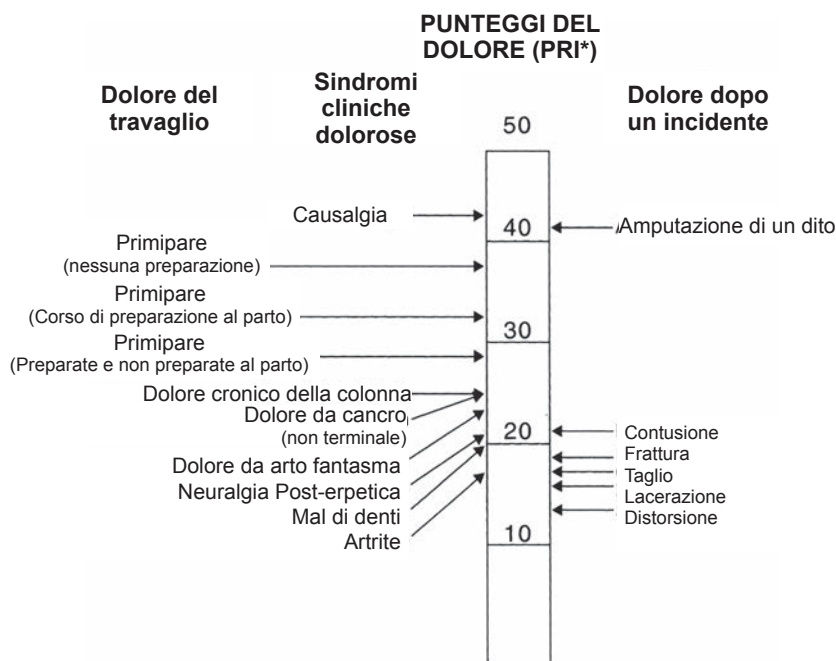 PUNTEGGI DEL
DOLORE (PRI*)
Dolore del
travaglio
Sindromi
cliniche
dolorose
Dolore dopo
un incidente
50
Causalgia
40
Amputazione di un dito
Primipare
(nessuna preparazione)
Primipare
(Corso di preparazione al parto)
30
Primipare
(Preparate e non preparate al parto)
Dolore cronico della colonna
Dolore da cancro
(non terminale)
20
Contusione
Frattura
Dolore da arto fantasma
Taglio
Neuralgia Post-erpetica
Lacerazione
Mal di denti
Distorsione
Artrite
10